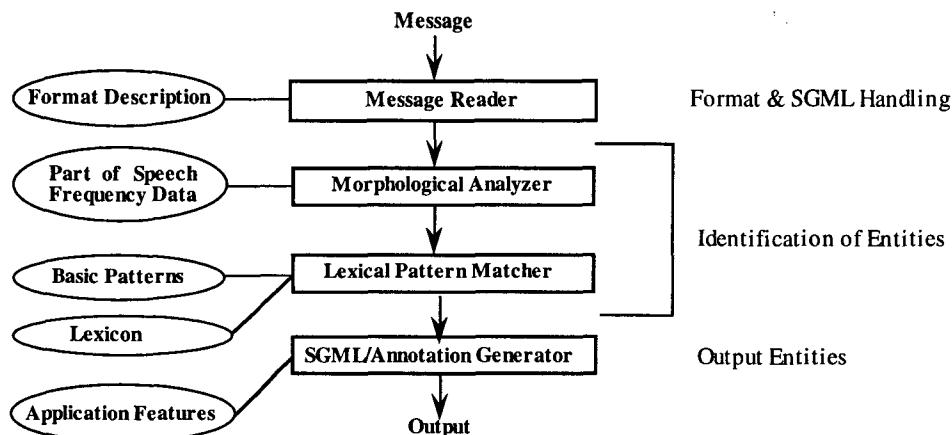 Message
Format Description
Message Reader
Format & SGML Handling
Part of Speech
Frequency Data
Morphological Analyzer
Identification of Entities
Basic Patterns
Lexical Pattern Matcher
Lexicon
SGML/Annotation Generator
Output Entities
Application Features
Output